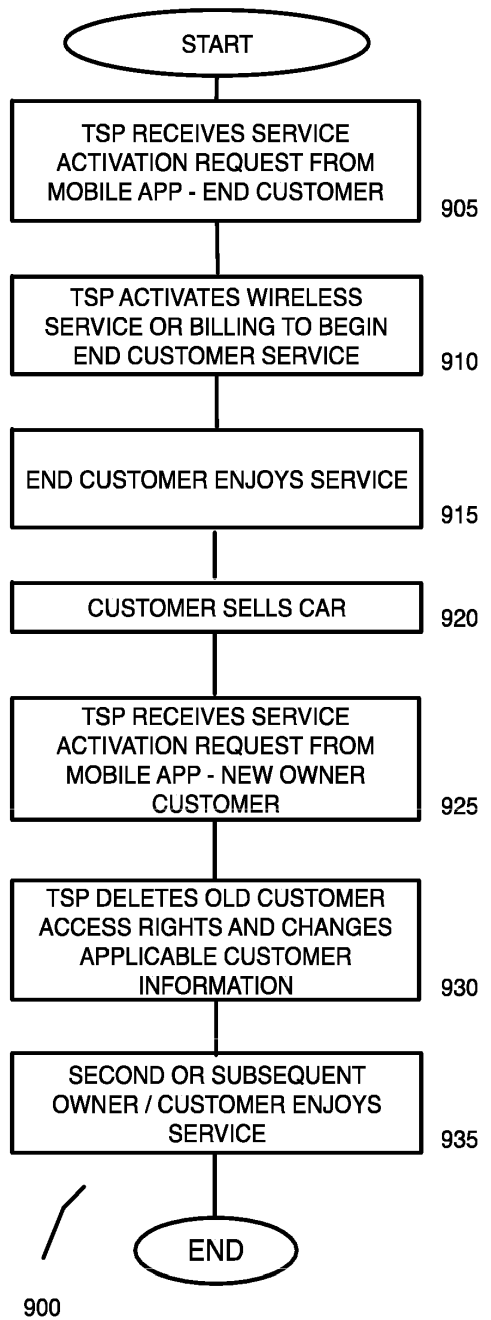 START
TSP RECEIVES SERVICE
ACTIVATION REQUEST FROM
MOBILE APP - END CUSTOMER
905
TSP ACTIVATES WIRELESS
SERVICE OR BILLING TO BEGIN
END CUSTOMER SERVICE
910
END CUSTOMER ENJOYS SERVICE
915
CUSTOMER SELLS CAR
920
TSP RECEIVES SERVICE
ACTIVATION REQUEST FROM
MOBILE APP - NEW OWNER
CUSTOMER
925
TSP DELETES OLD CUSTOMER
ACCESS RIGHTS AND CHANGES
APPLICABLE CUSTOMER
INFORMATION
930
SECOND OR SUBSEQUENT
OWNER / CUSTOMER ENJOYS
SERVICE
935
END
900